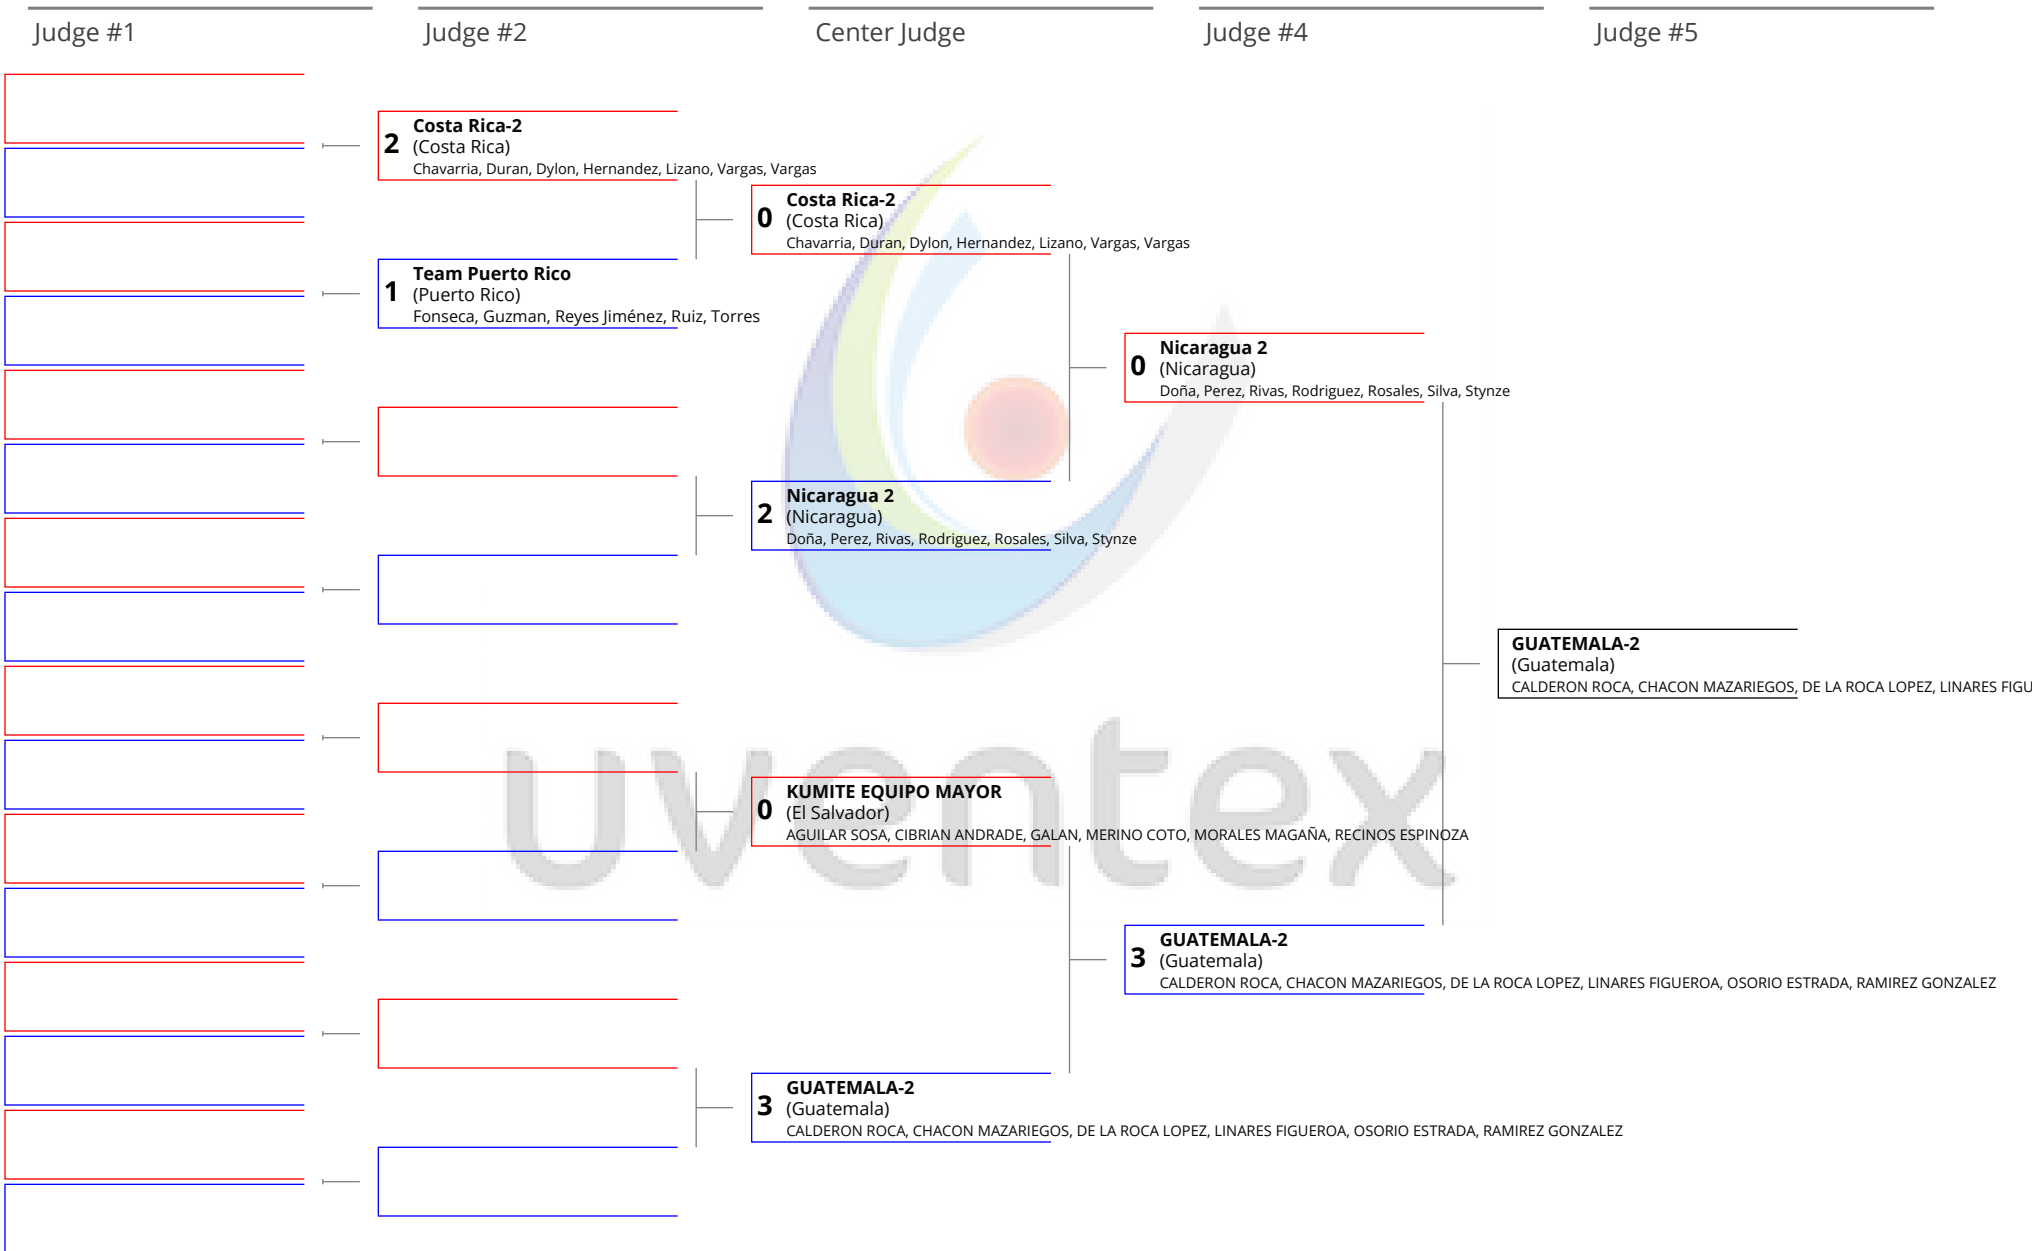 Judge #1
Judge #2
Center Judge
Judge #4
Judge #5
2
Costa Rica-2
(Costa Rica)
Chavarria, Duran, Dylon, Hernandez, Lizano, Vargas, Vargas
1
Team Puerto Rico
(Puerto Rico)
Fonseca, Guzman, Reyes Jiménez, Ruiz, Torres
0
Costa Rica-2
(Costa Rica)
Chavarria, Duran, Dylon, Hernandez, Lizano, Vargas, Vargas
2
Nicaragua 2
(Nicaragua)
Doña, Perez, Rivas, Rodriguez, Rosales, Silva, Stynze
0
KUMITE EQUIPO MAYOR
(El Salvador)
AGUILAR SOSA, CIBRIAN ANDRADE, GALAN, MERINO COTO, MORALES MAGAÑA, RECINOS ESPINOZA
3
GUATEMALA-2
(Guatemala)
CALDERON ROCA, CHACON MAZARIEGOS, DE LA ROCA LOPEZ, LINARES FIGUEROA, OSORIO ESTRADA, RAMIREZ GONZALEZ
0
Nicaragua 2
(Nicaragua)
Doña, Perez, Rivas, Rodriguez, Rosales, Silva, Stynze
3
GUATEMALA-2
(Guatemala)
CALDERON ROCA, CHACON MAZARIEGOS, DE LA ROCA LOPEZ, LINARES FIGUEROA, OSORIO ESTRADA, RAMIREZ GONZALEZ
GUATEMALA-2
(Guatemala)
CALDERON ROCA, CHACON MAZARIEGOS, DE LA ROCA LOPEZ, LINARES FIGU
uventex